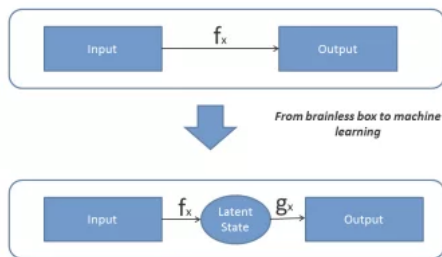 Input
fx
Output
From brainless box to machine
learning
Input
fx
Latent
State
gx
Output